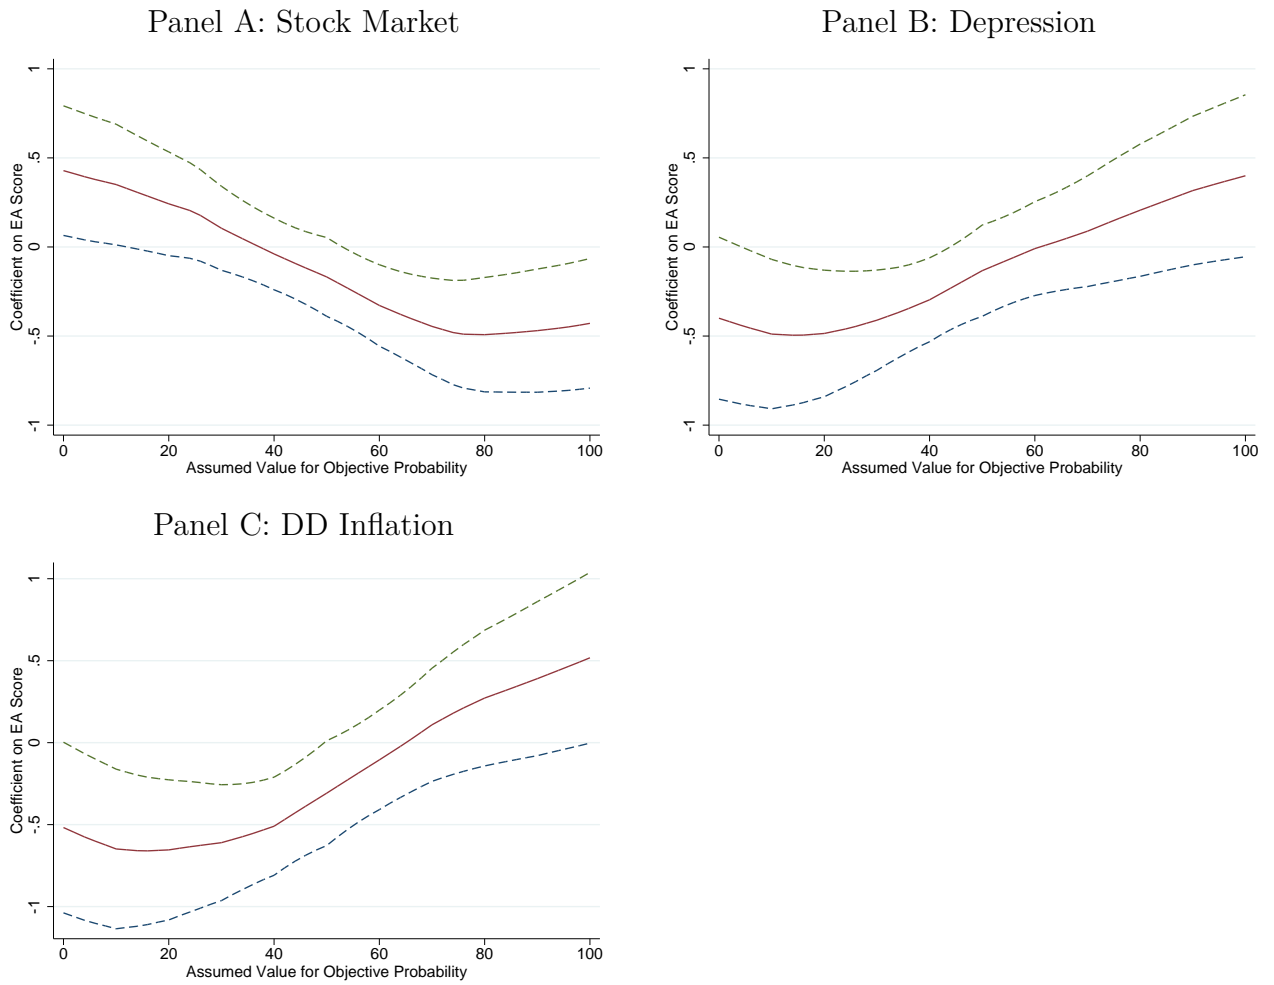 Panel A: Stock Market
Coefficient on EA Score
1
.5
0
-.5
-1
0 20 40 60 80 100
Assumed Value for Objective Probability
Panel B: Depression
Coefficient on EA Score
1
.5
0
-.5
-1
0 20 40 60 80 100
Assumed Value for Objective Probability
Panel C: DD Inflation
Coefficient on EA Score
1
.5
0
-.5
-1
0 20 40 60 80 100
Assumed Value for Objective Probability